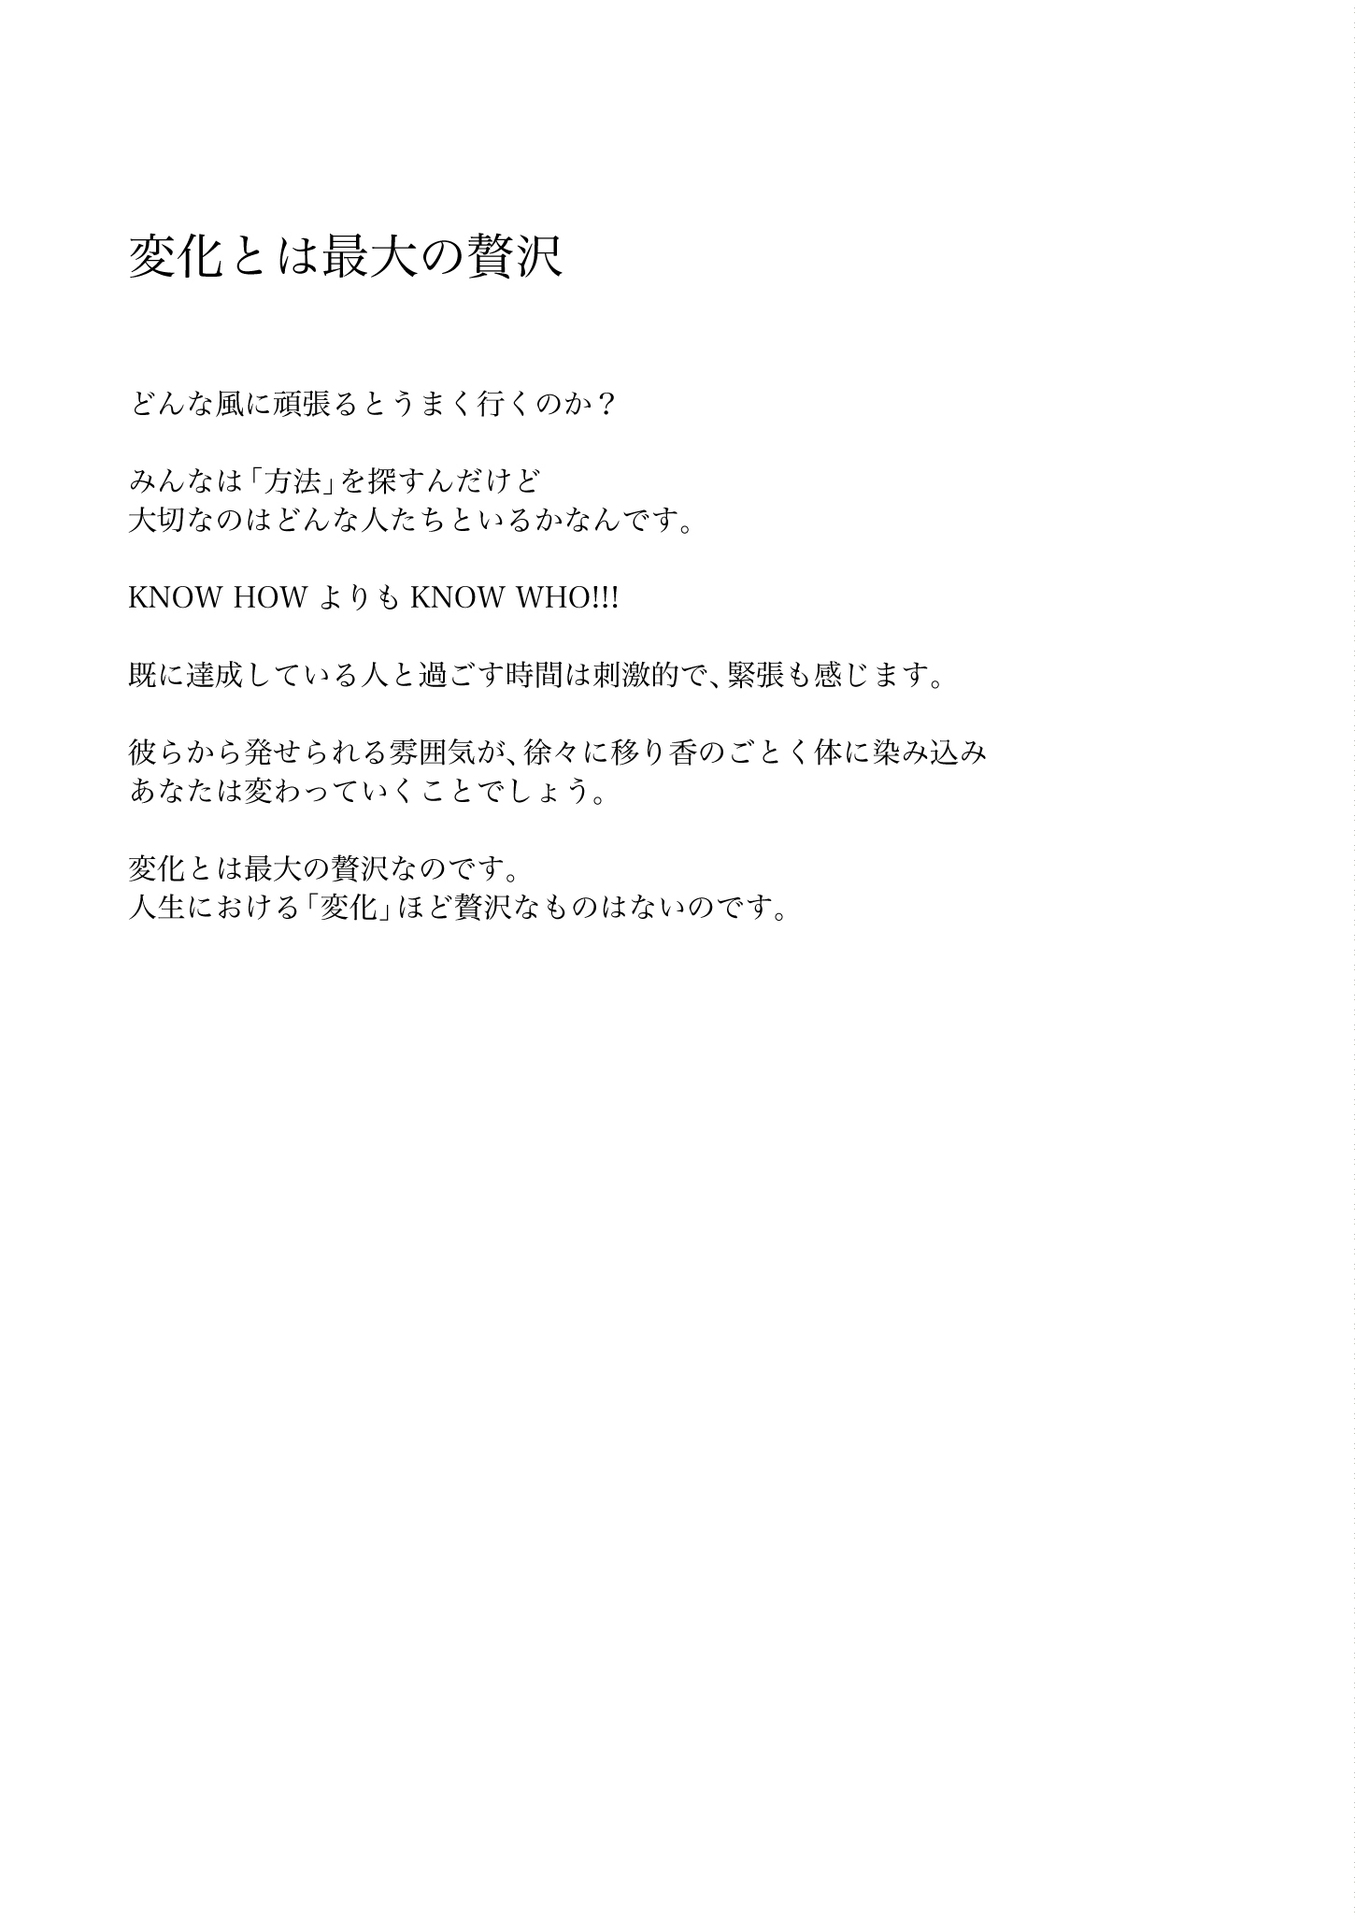 変化とは最大の贅沢
どんな風に頑張るとうまく行くのか？
みんなは「方法」を探すんだけど
大切なのはどんな人たちといるかなんです。
KNOW HOW よりも KNOW WHO!!!
既に達成している人と過ごす時間は刺激的で、緊張も感じます。
彼らから発せられる雰囲気が、徐々に移り香のごとく体に染み込み
あなたは変わっていくことでしょう。
変化とは最大の贅沢なのです。
人生における「変化」ほど贅沢なものはないのです。